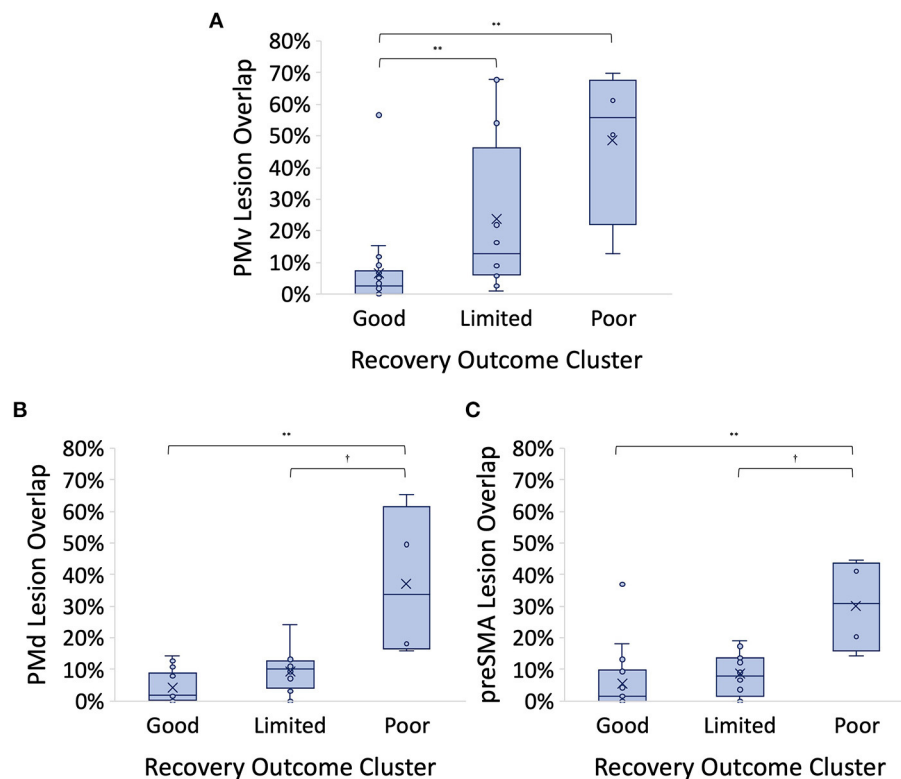 A
PMv Lesion Overlap
80%
70%
60%
50%
40%
30%
20%
10%
0%
**
**
Good Limited Poor
Recovery Outcome Cluster
B
PMd Lesion Overlap
80%
70%
60%
50%
40%
30%
20%
10%
0%
**
†
Good Limited Poor
Recovery Outcome Cluster
C
preSMA Lesion Overlap
80%
70%
60%
50%
40%
30%
20%
10%
0%
**
†
Good Limited Poor
Recovery Outcome Cluster